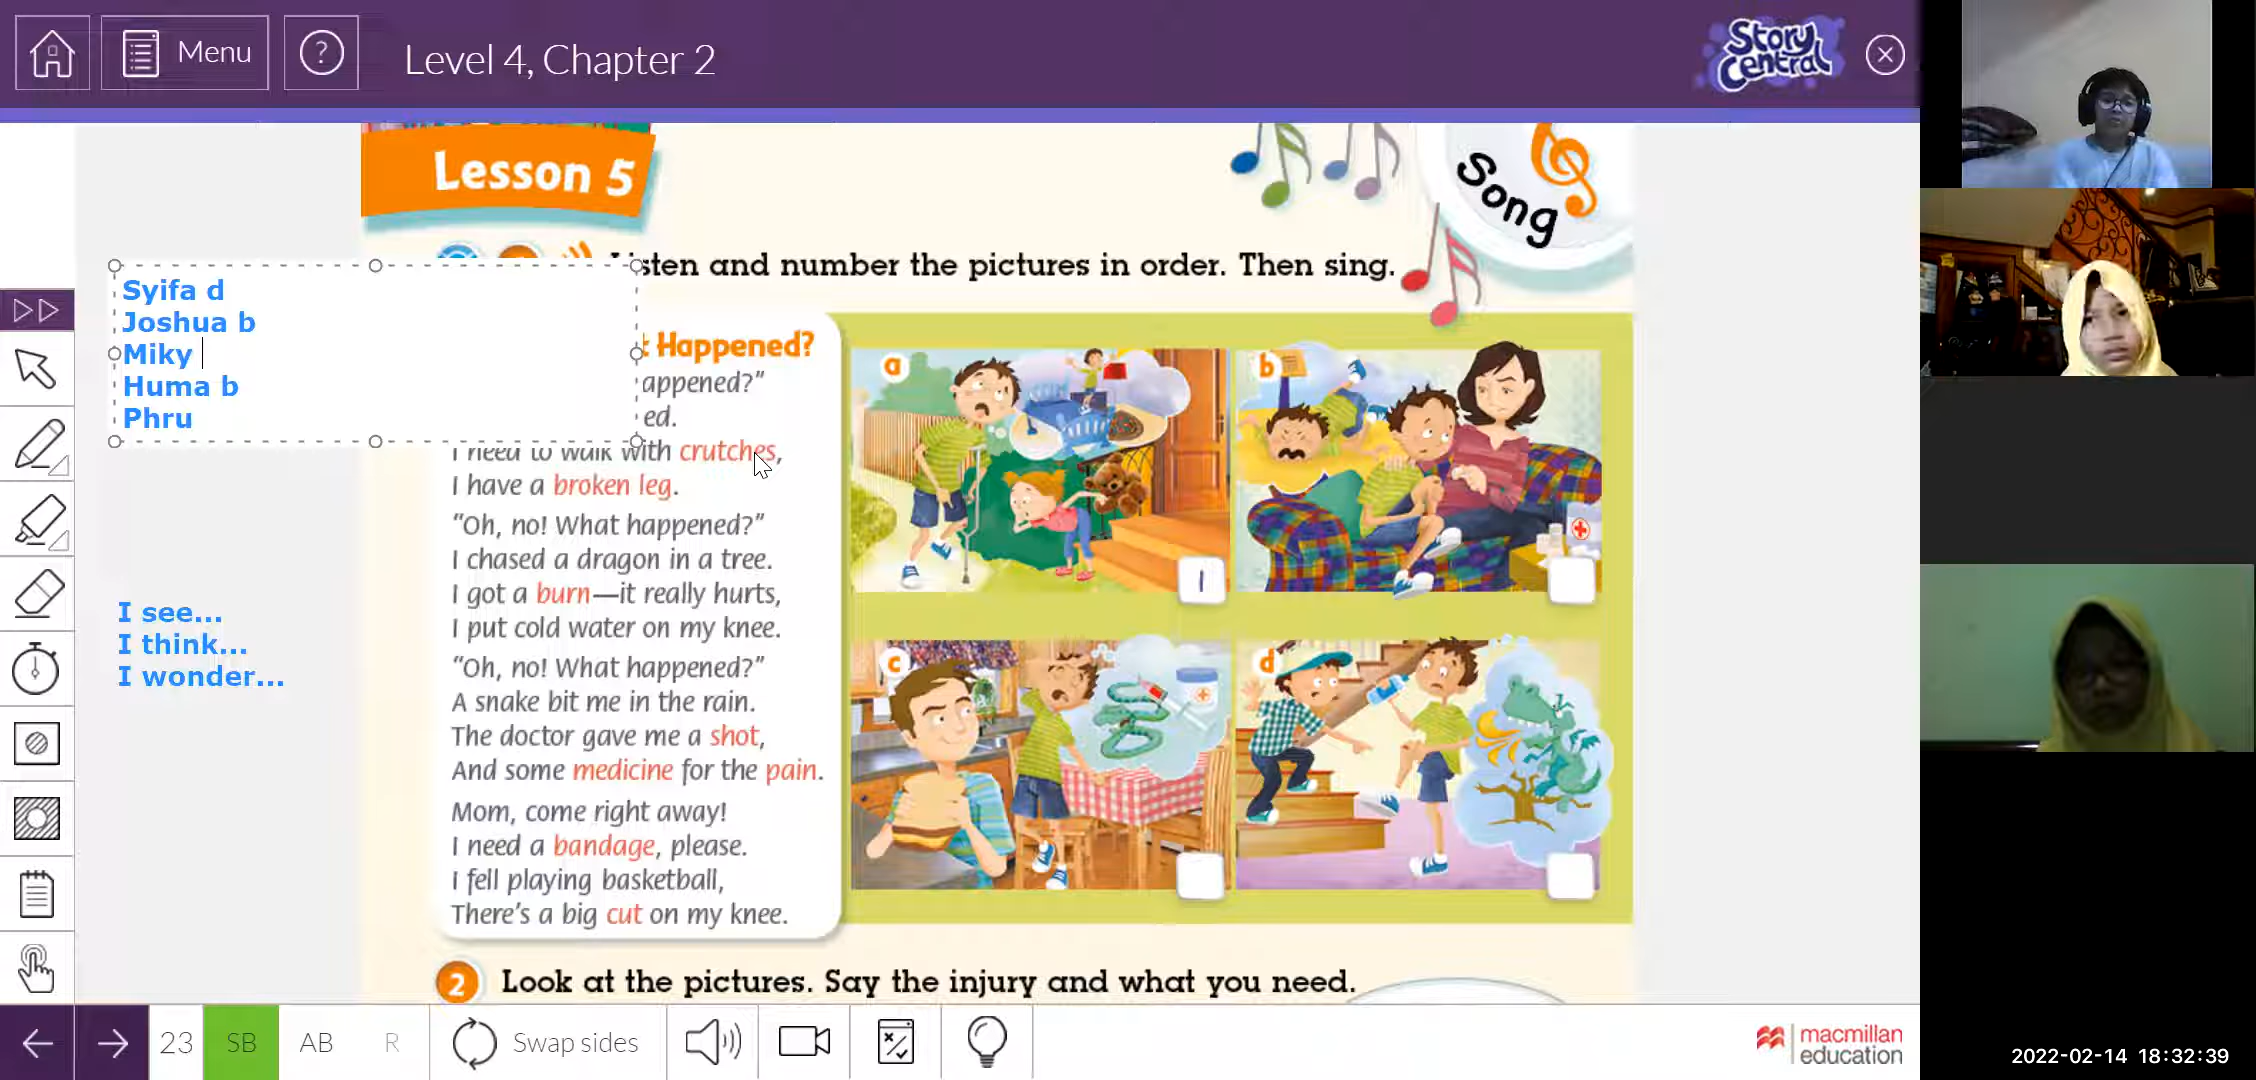 Menu
?
Level 4, Chapter 2
Story Central
Lesson 5
Song
Listen and number the pictures in order. Then sing.
Syifa d
Joshua b
Miky
Huma b
Phru
Happened?
appened?"
ed.
I need to walk with crutches,
I have a broken leg.
"Oh, no! What happened?"
I chased a dragon in a tree.
I got a burn—it really hurts,
I put cold water on my knee.
"Oh, no! What happened?"
A snake bit me in the rain.
The doctor gave me a shot,
And some medicine for the pain.
Mom, come right away!
I need a bandage, please.
I fell playing basketball,
There's a big cut on my knee.
I see...
I think...
I wonder...
a
1
b
c
d
2 Look at the pictures. Say the injury and what you need.
23
SB
AB
R
Swap sides
macmillan
education
2022-02-14 18:32:39